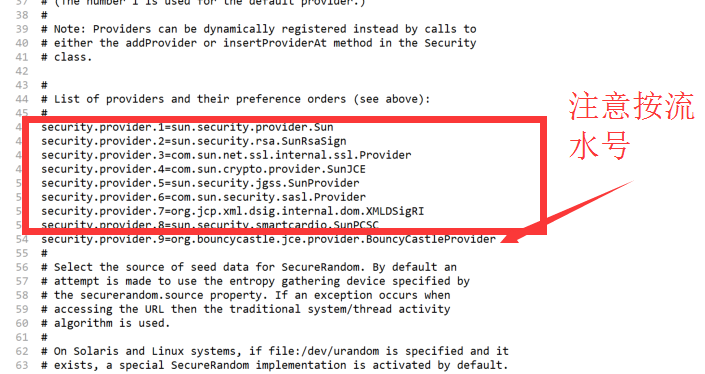 37 # (The number 1 is used for the default provider.)
38 #
39 # Note: Providers can be dynamically registered instead by calls to
40 # either the addProvider or insertProviderAt method in the Security
41 # class.
42
43 #
44 # List of providers and their preference orders (see above):
45 #
security.provider.1=sun.security.provider.Sun
security.provider.2=sun.security.rsa.SunRsaSign
security.provider.3=com.sun.net.ssl.internal.ssl.Provider
security.provider.4=com.sun.crypto.provider.SunJCE
security.provider.5=sun.security.jgss.SunProvider
security.provider.6=com.sun.security.sasl.Provider
security.provider.7=org.jcp.xml.dsig.internal.dom.XMLDSigRI
security.provider.8=sun.security.smartcardio.SunPCSC
54 security.provider.9=org.bouncycastle.jce.provider.BouncyCastleProvider
55 #
56 # Select the source of seed data for SecureRandom. By default an
57 # attempt is made to use the entropy gathering device specified by
58 # the securerandom.source property. If an exception occurs when
59 # accessing the URL then the traditional system/thread activity
60 # algorithm is used.
61 #
62 # On Solaris and Linux systems, if file:/dev/urandom is specified and it
63 # exists, a special SecureRandom implementation is activated by default.
注意按流
水号